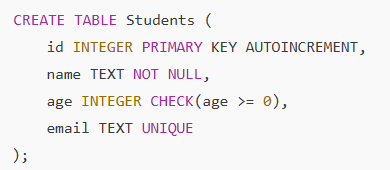 CREATE TABLE Students (
    id INTEGER PRIMARY KEY AUTOINCREMENT,
    name TEXT NOT NULL,
    age INTEGER CHECK(age >= 0),
    email TEXT UNIQUE
);